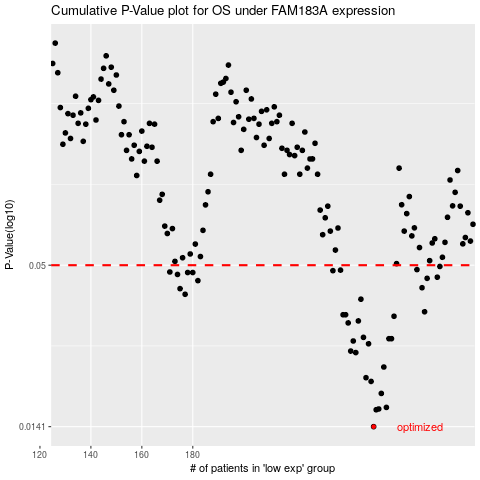 Cumulative P-Value plot for OS under FAM183A expression
P-Value(log10)
0.05
0.0141
optimized
120 140 160 180
# of patients in 'low exp' group